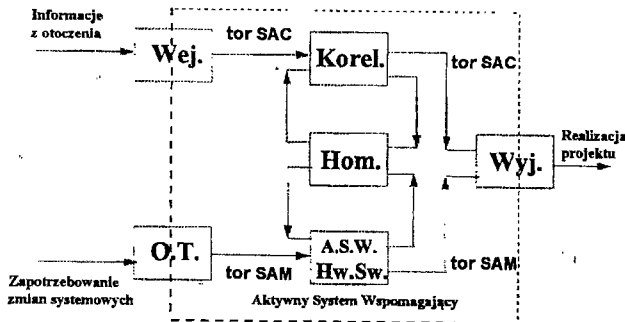 Informacje
z otoczenia
Wej.
tor SAC
Korel.
tor SAC
Hom.
Realizacja
projektu
Wyj.
O.T.
tor SAM
A.S.W.
Hw.Sw.
tor SAM
Zapotrzebowanie
zmian systemowych
Aktywny System Wspomagający